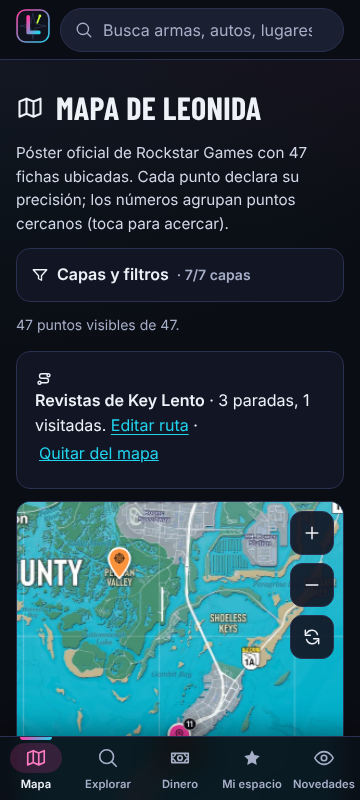 L
Busca armas, autos, lugares
MAPA DE LEONIDA
Póster oficial de Rockstar Games con 47
fichas ubicadas. Cada punto declara su
precisión; los números agrupan puntos
cercanos (toca para acercar).
Capas y filtros · 7/7 capas
47 puntos visibles de 47.
Revistas de Key Lento · 3 paradas, 1
visitadas. Editar ruta ·
Quitar del mapa
UNTY
VALLEY
SHOELESS
KEYS
1A
11
Mapa
Explorar
Dinero
Mi espacio
Novedades